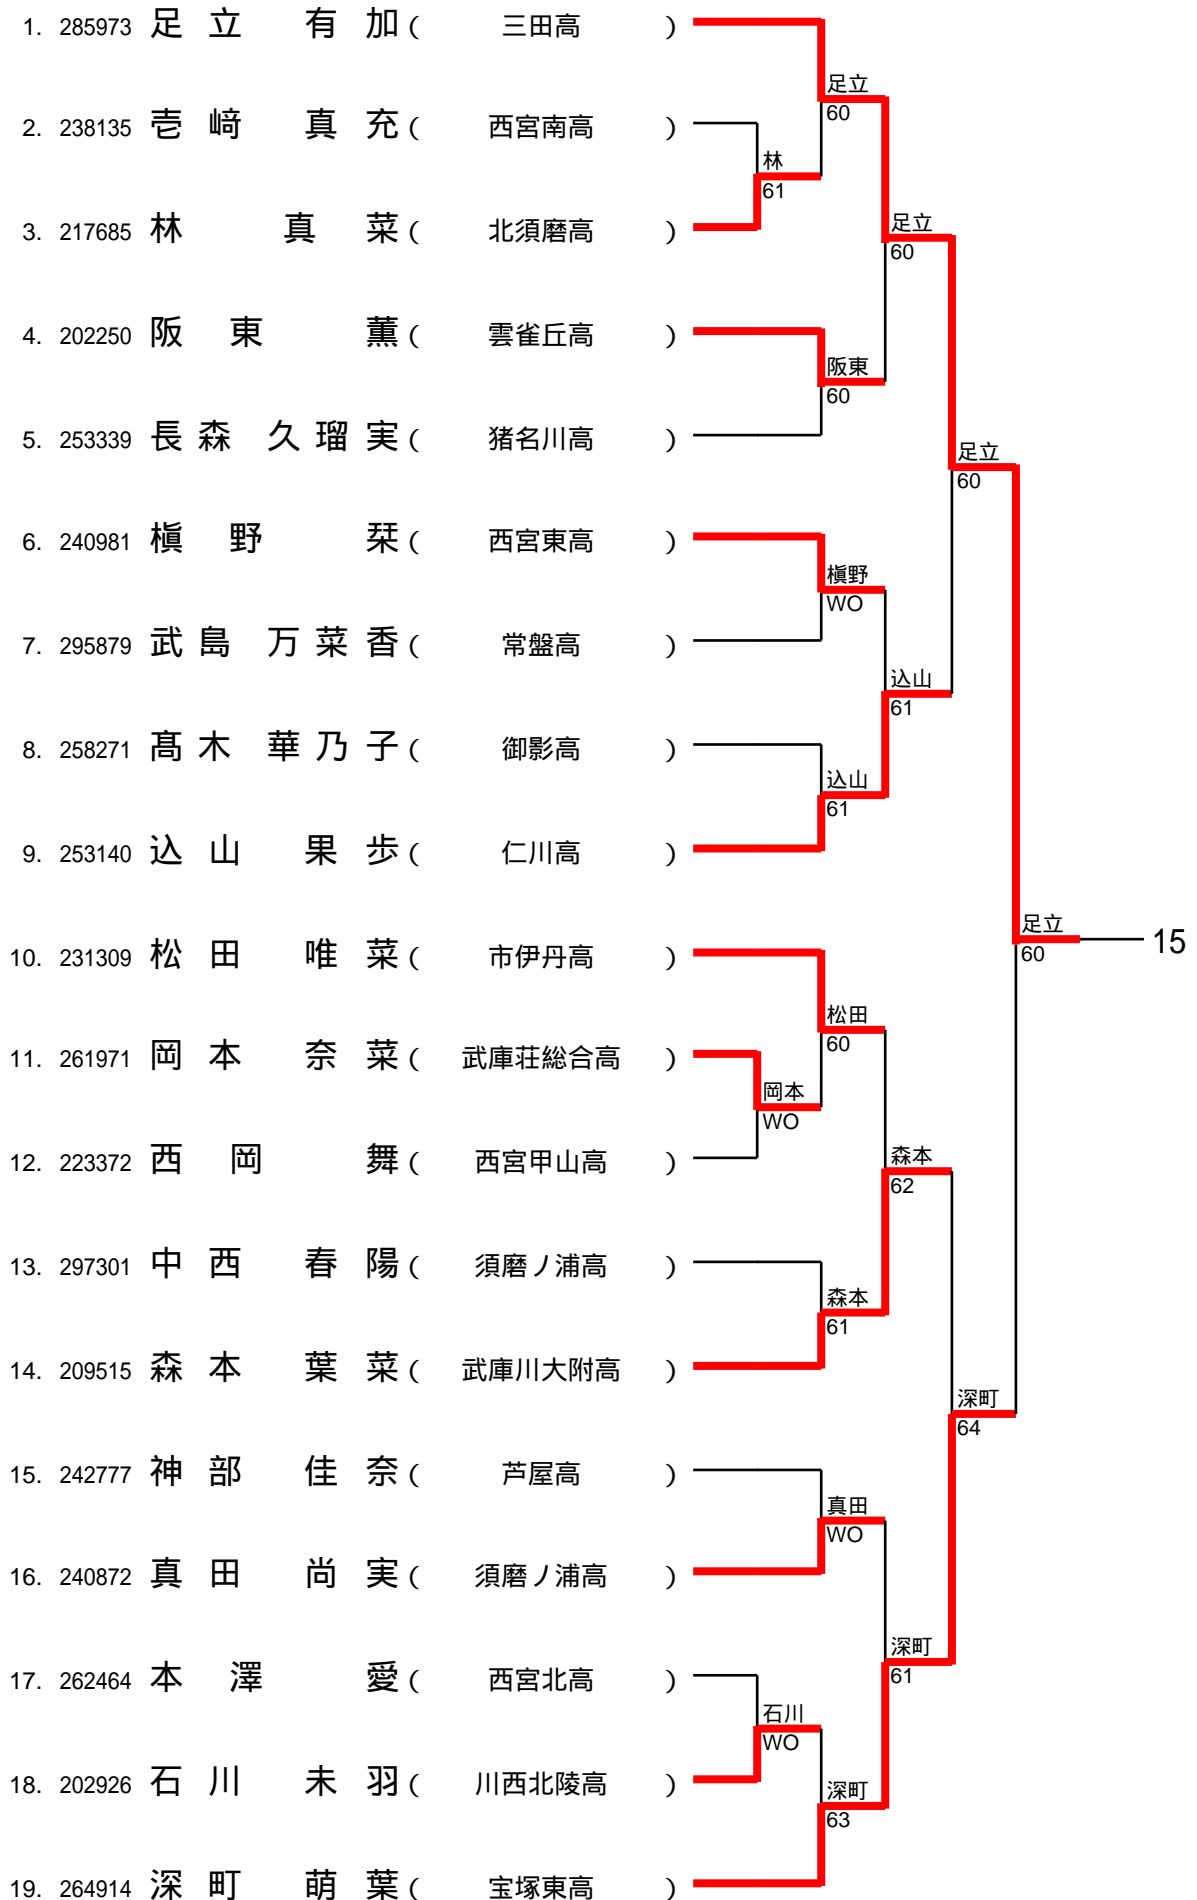 1. 285973 足立 有加( 三田高 )
足立
60
2. 238135 壱﨑 真充( 西宮南高 )
林
61
3. 217685 林 真菜( 北須磨高 )
足立
60
4. 202250 阪東 薫( 雲雀丘高 )
阪東
60
5. 253339 長森 久瑠実( 猪名川高 )
足立
60
6. 240981 槇野 栞( 西宮東高 )
槇野
WO
7. 295879 武島 万菜香( 常盤高 )
込山
61
8. 258271 髙木 華乃子( 御影高 )
込山
61
9. 253140 込山 果歩( 仁川高 )
足立
60
15
10. 231309 松田 唯菜( 市伊丹高 )
松田
60
11. 261971 岡本 奈菜( 武庫荘総合高 )
岡本
WO
12. 223372 西岡 舞( 西宮甲山高 )
森本
62
13. 297301 中西 春陽( 須磨ノ浦高 )
森本
61
14. 209515 森本 葉菜( 武庫川大附高 )
深町
64
15. 242777 神部 佳奈( 芦屋高 )
真田
WO
16. 240872 真田 尚実( 須磨ノ浦高 )
深町
61
17. 262464 本澤 愛( 西宮北高 )
石川
WO
18. 202926 石川 未羽( 川西北陵高 )
深町
63
19. 264914 深町 萌葉( 宝塚東高 )